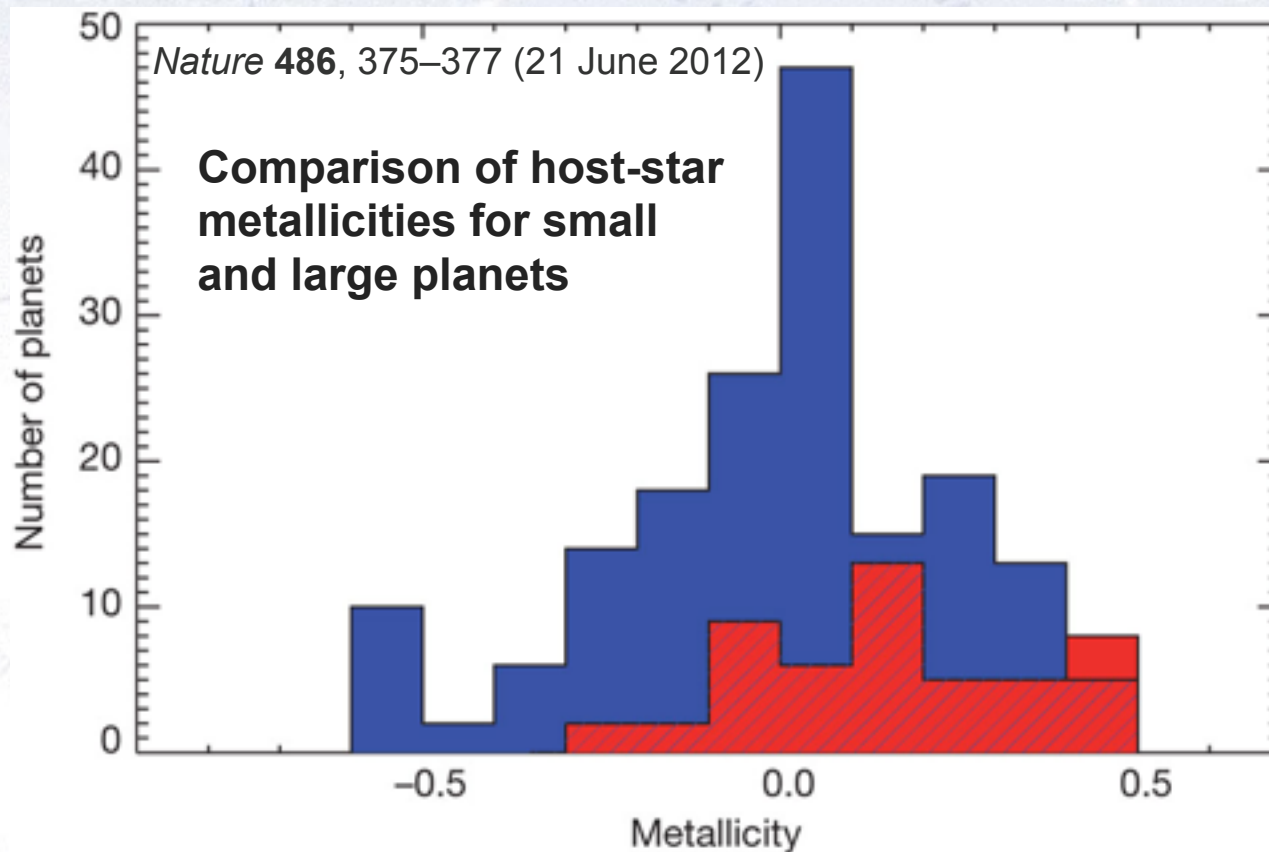 50
Nature 486, 375–377 (21 June 2012)
Comparison of host-star
metallicities for small
and large planets
40
30
20
10
0
Number of planets
−0.5
0.0
0.5
Metallicity